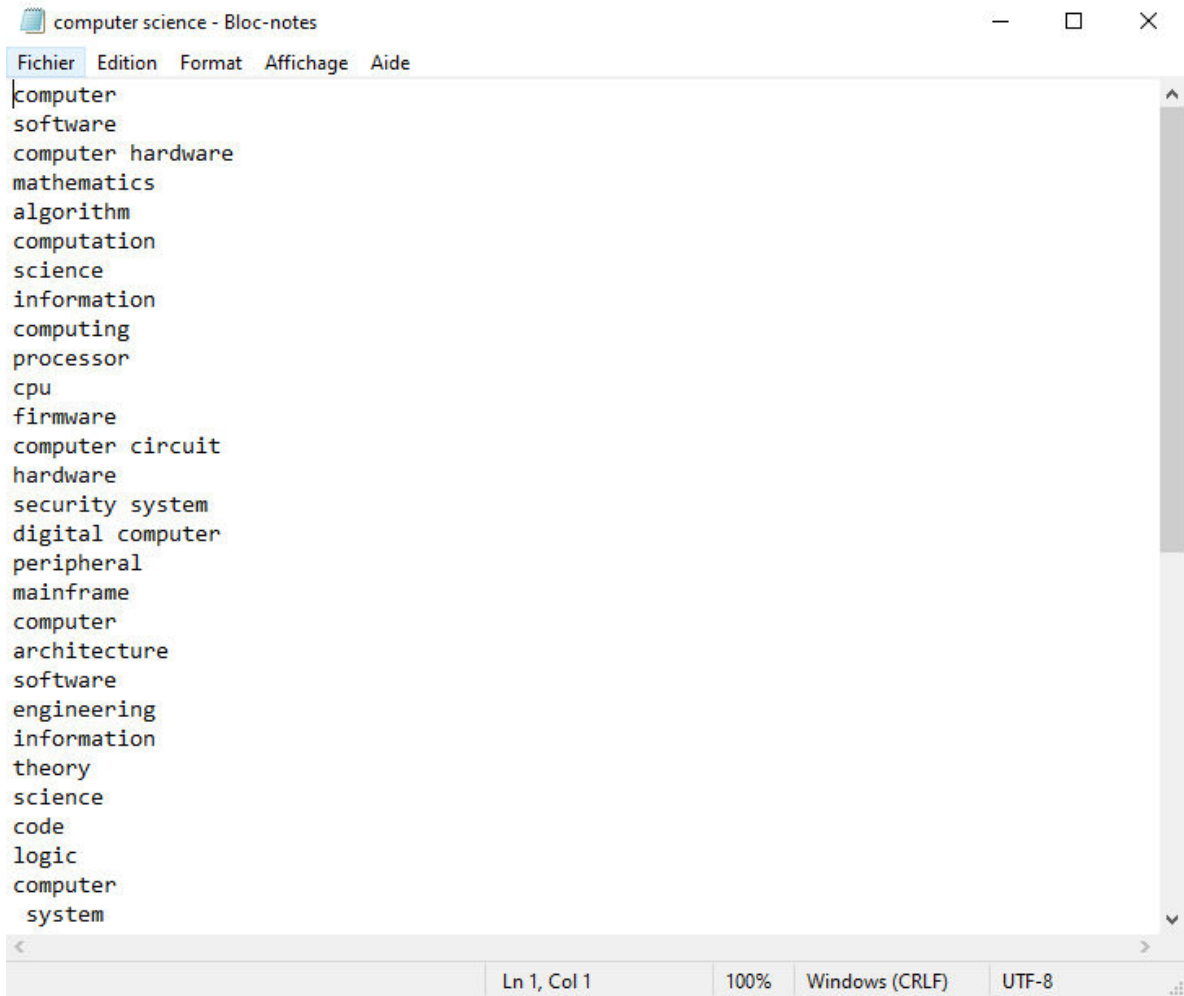 computer science - Bloc-notes
Fichier Edition Format Affichage Aide
computer
software
computer hardware
mathematics
algorithm
computation
science
information
computing
processor
cpu
firmware
computer circuit
hardware
security system
digital computer
peripheral
mainframe
computer
architecture
software
engineering
information
theory
science
code
logic
computer
 system
Ln 1, Col 1 100% Windows (CRLF) UTF-8